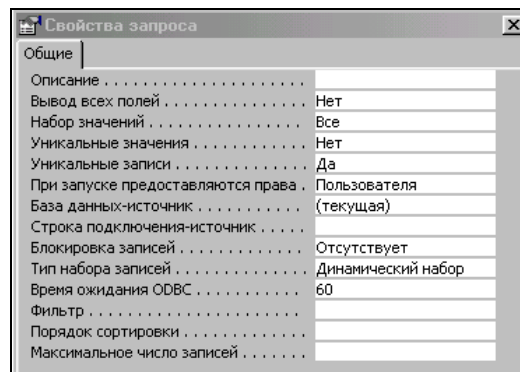 Свойства запроса
Общие
Описание . . . . . . . . . . . . . . . . . . . . .
Вывод всех полей . . . . . . . . . . . . . . . Нет
Набор значений . . . . . . . . . . . . . . . . Все
Уникальные значения . . . . . . . . . . . Нет
Уникальные записи . . . . . . . . . . . . . Да
При запуске предоставляются права . Пользователя
База данных-источник . . . . . . . . . . . (текущая)
Строка подключения-источник . . . . .
Блокировка записей . . . . . . . . . . . . . Отсутствует
Тип набора записей . . . . . . . . . . . . . Динамический набор
Время ожидания ODBC . . . . . . . . . . . 60
Фильтр . . . . . . . . . . . . . . . . . . . . . .
Порядок сортировки . . . . . . . . . . . . .
Максимальное число записей . . . . . . .